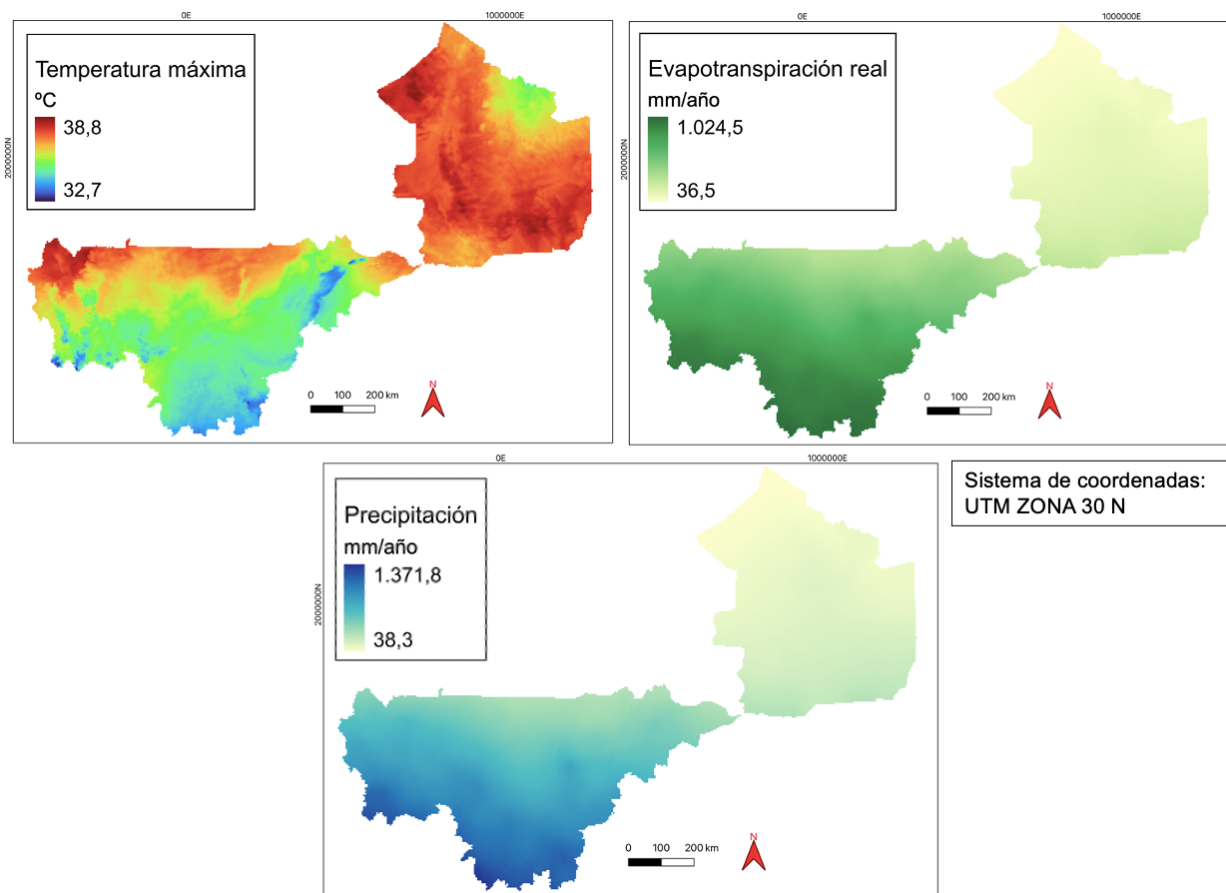 0E
1000000E
2000000N
Temperatura máxima
ºC
38,8
32,7
0 100 200 km
N
0E
1000000E
2000000N
Evapotranspiración real
mm/año
1.024,5
36,5
0 100 200 km
N
0E
1000000E
2000000N
Precipitación
mm/año
1.371,8
38,3
0 100 200 km
N
Sistema de coordenadas:
UTM ZONA 30 N